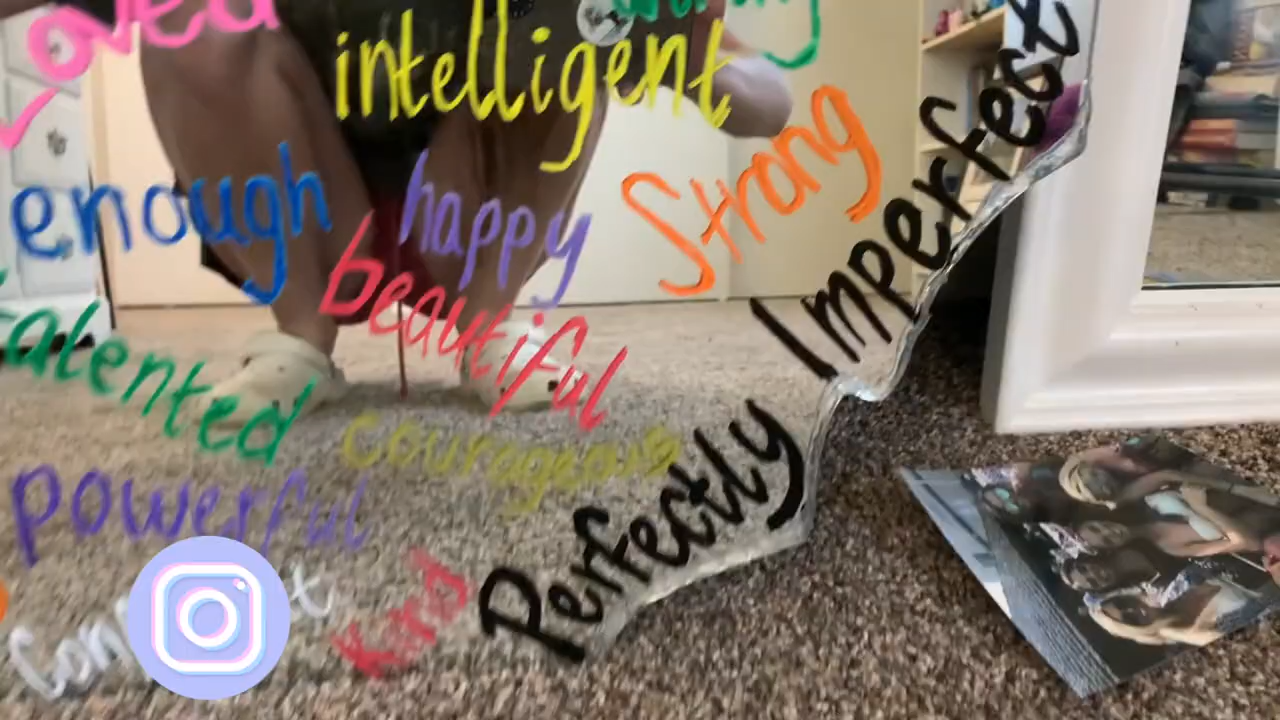 intelligent
Strong
enough
happy
beautiful
Imperfect
talented
courageous
Perfectly
powerful
Kind